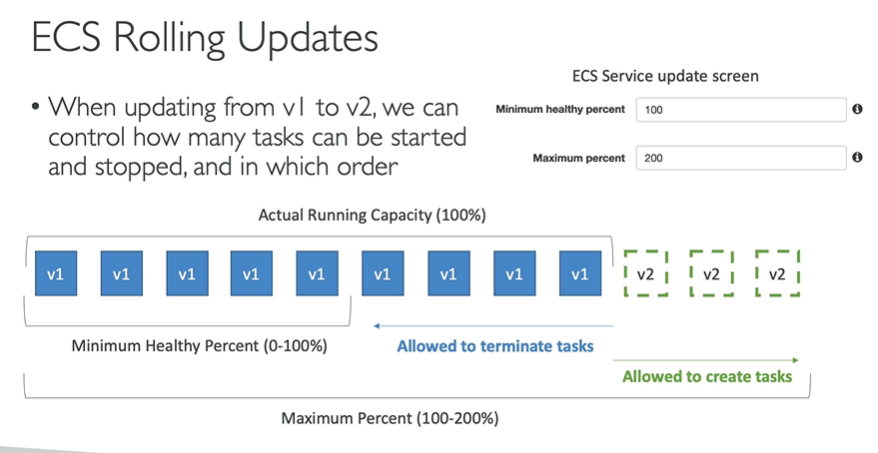 ECS Rolling Updates
• When updating from v1 to v2, we can
control how many tasks can be started
and stopped, and in which order
ECS Service update screen
Minimum healthy percent 100
Maximum percent 200
Actual Running Capacity (100%)
v1 v1 v1 v1 v1 v1 v1 v1 v1 v2 v2 v2
Minimum Healthy Percent (0-100%)
Allowed to terminate tasks
Allowed to create tasks
Maximum Percent (100-200%)